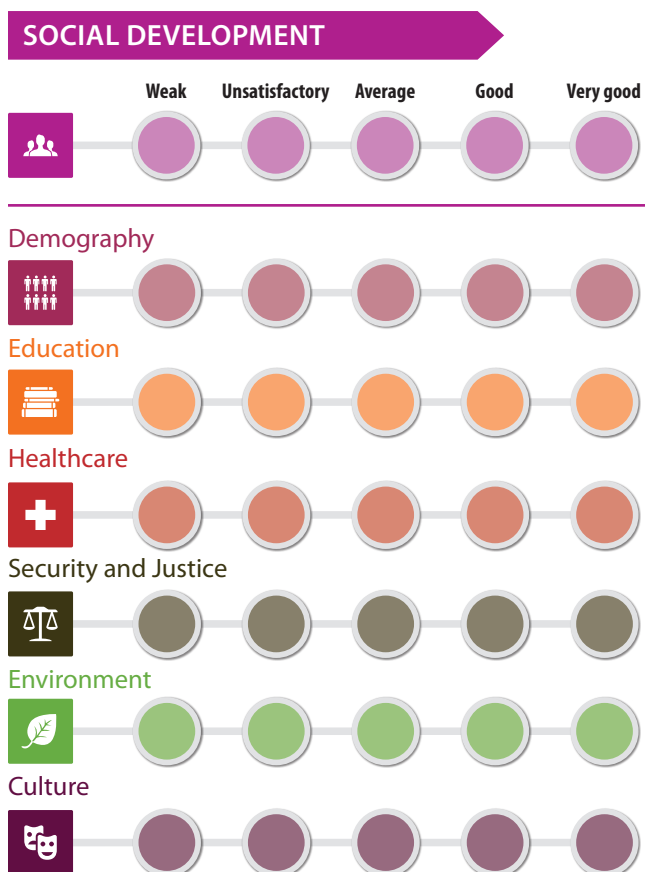 SOCIAL DEVELOPMENT
Weak Unsatisfactory Average Good Very good
Demography
Education
Healthcare
Security and Justice
Environment
Culture